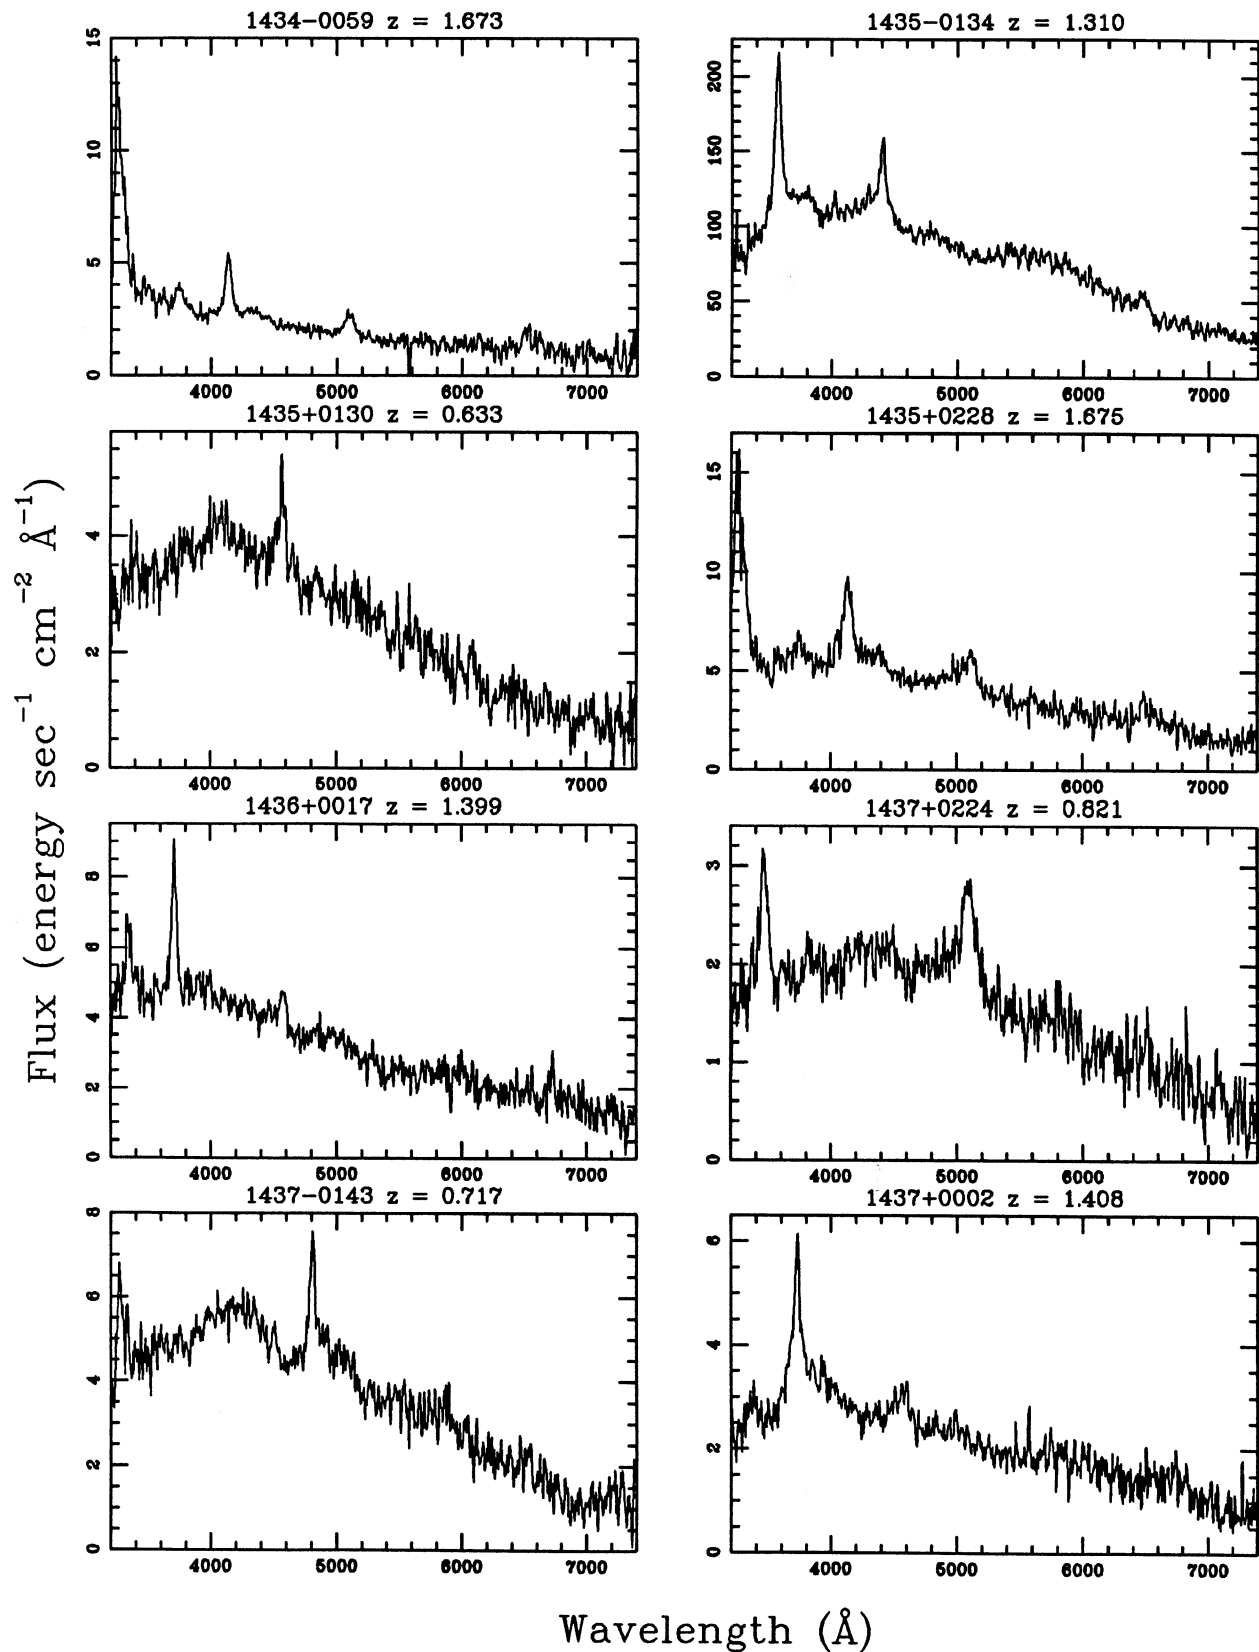 1434−0059 z = 1.673
15
10
5
0
4000 5000 6000 7000
1435−0134 z = 1.310
200
150
100
50
0
4000 5000 6000 7000
1435+0130 z = 0.633
4
2
0
4000 5000 6000 7000
1435+0228 z = 1.675
15
10
5
0
4000 5000 6000 7000
1436+0017 z = 1.399
8
6
4
2
0
4000 5000 6000 7000
1437+0224 z = 0.821
3
2
1
0
4000 5000 6000 7000
1437−0143 z = 0.717
8
6
4
2
0
4000 5000 6000 7000
1437+0002 z = 1.408
6
4
2
0
4000 5000 6000 7000
Flux (energy sec⁻¹ cm⁻² Å⁻¹)
Wavelength (Å)